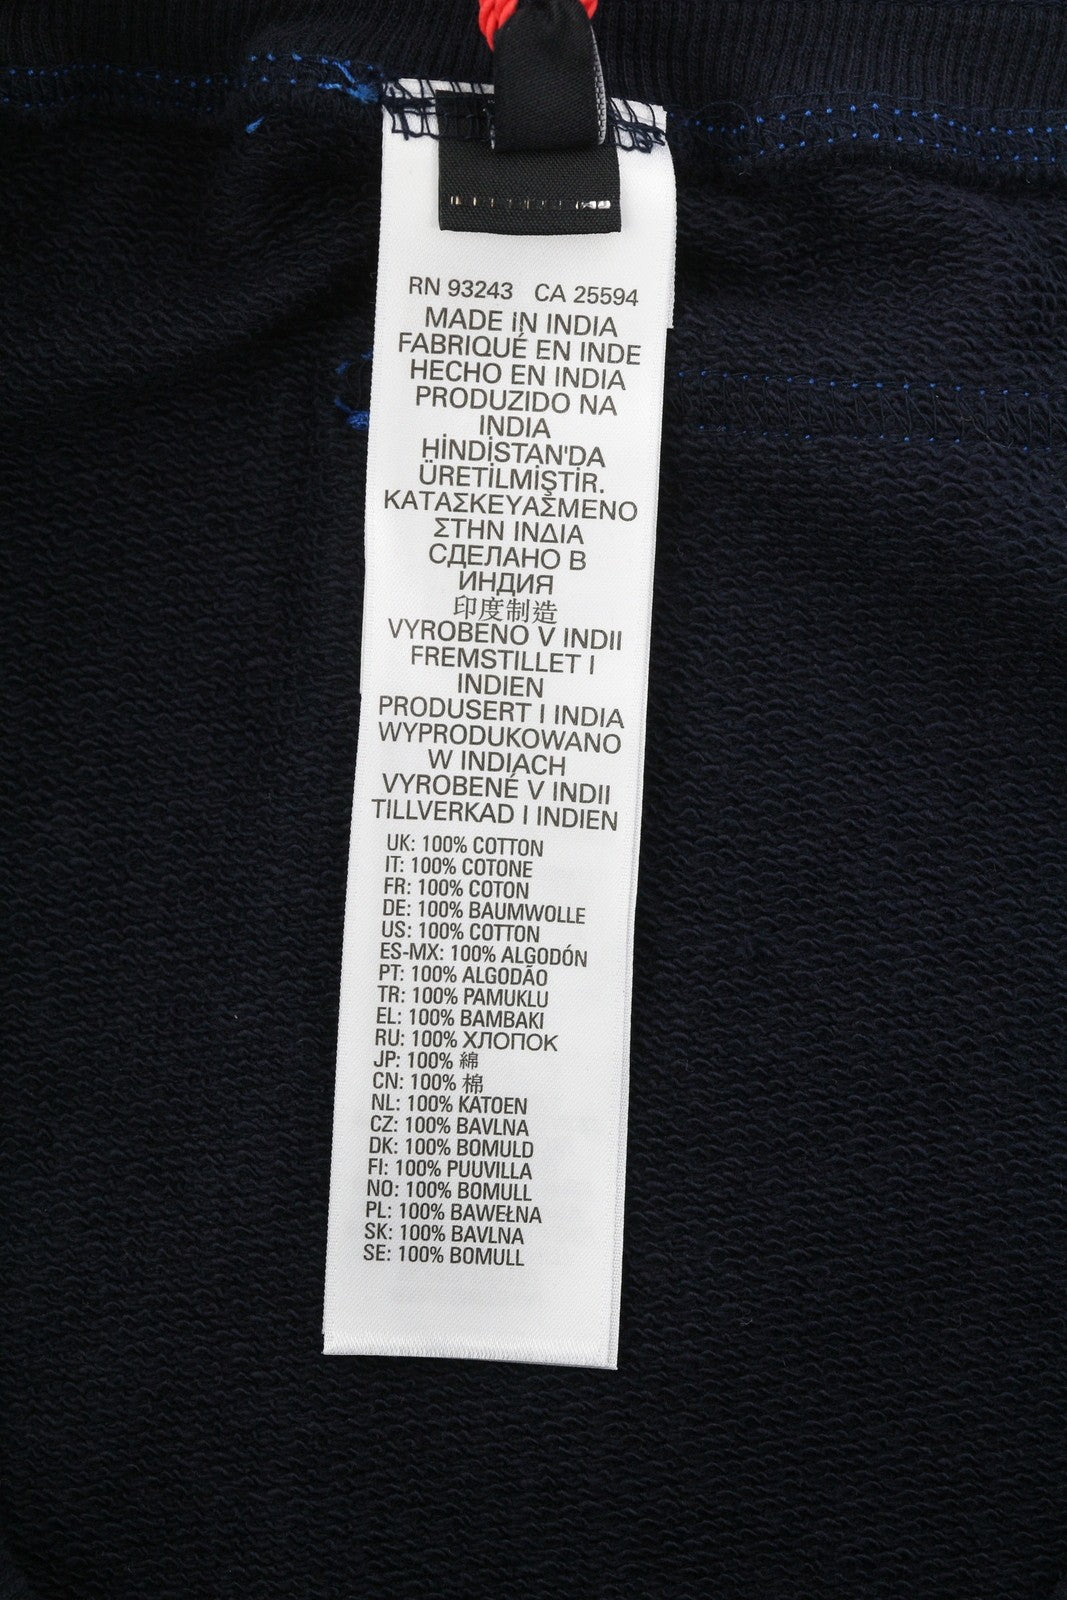 RN 93243 CA 25594
MADE IN INDIA
FABRIQUÉ EN INDE
HECHO EN INDIA
PRODUZIDO NA
INDIA
HİNDİSTAN'DA
ÜRETİLMİŞTİR.
ΚΑΤΑΣΚΕΥΑΣΜΕΝΟ
ΣΤΗΝ ΙΝΔΙΑ
СДЕЛАНО В
ИНДИЯ
印度制造
VYROBENO V INDII
FREMSTILLET I
INDIEN
PRODUSERT I INDIA
WYPRODUKOWANO
W INDIACH
VYROBENÉ V INDII
TILLVERKAD I INDIEN
UK: 100% COTTON
IT: 100% COTONE
FR: 100% COTON
DE: 100% BAUMWOLLE
US: 100% COTTON
ES-MX: 100% ALGODÓN
PT: 100% ALGODÃO
TR: 100% PAMUKLU
EL: 100% ΒΑΜΒΑΚΙ
RU: 100% ХЛОПОК
JP: 100% 綿
CN: 100% 棉
NL: 100% KATOEN
CZ: 100% BAVLNA
DK: 100% BOMULD
FI: 100% PUUVILLA
NO: 100% BOMULL
PL: 100% BAWEŁNA
SK: 100% BAVLNA
SE: 100% BOMULL